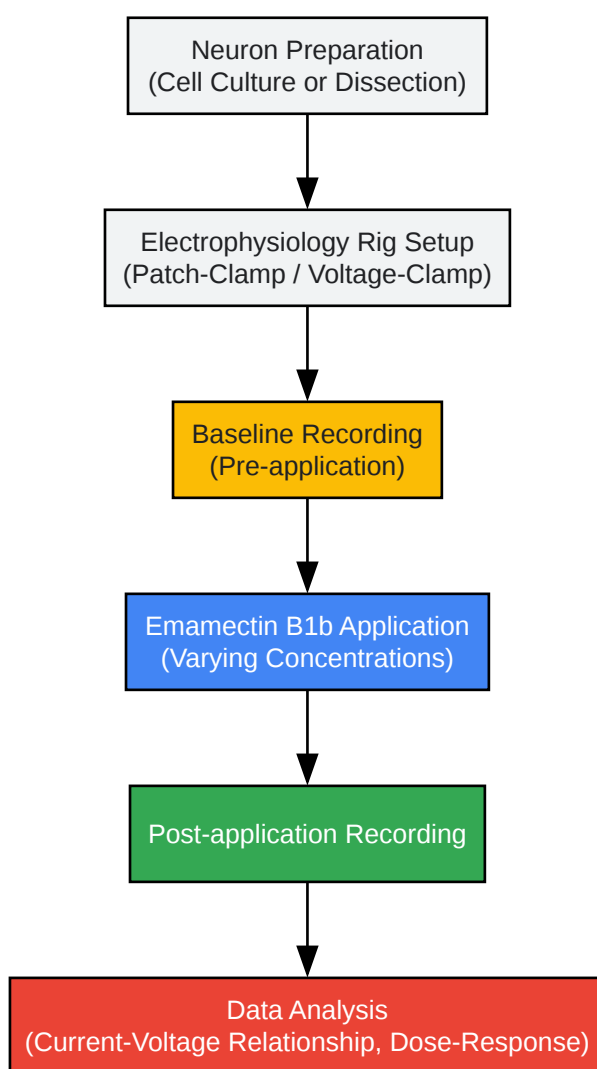 Neuron Preparation
(Cell Culture or Dissection)
Electrophysiology Rig Setup
(Patch-Clamp / Voltage-Clamp)
Baseline Recording
(Pre-application)
Emamectin B1b Application
(Varying Concentrations)
Post-application Recording
Data Analysis
(Current-Voltage Relationship, Dose-Response)